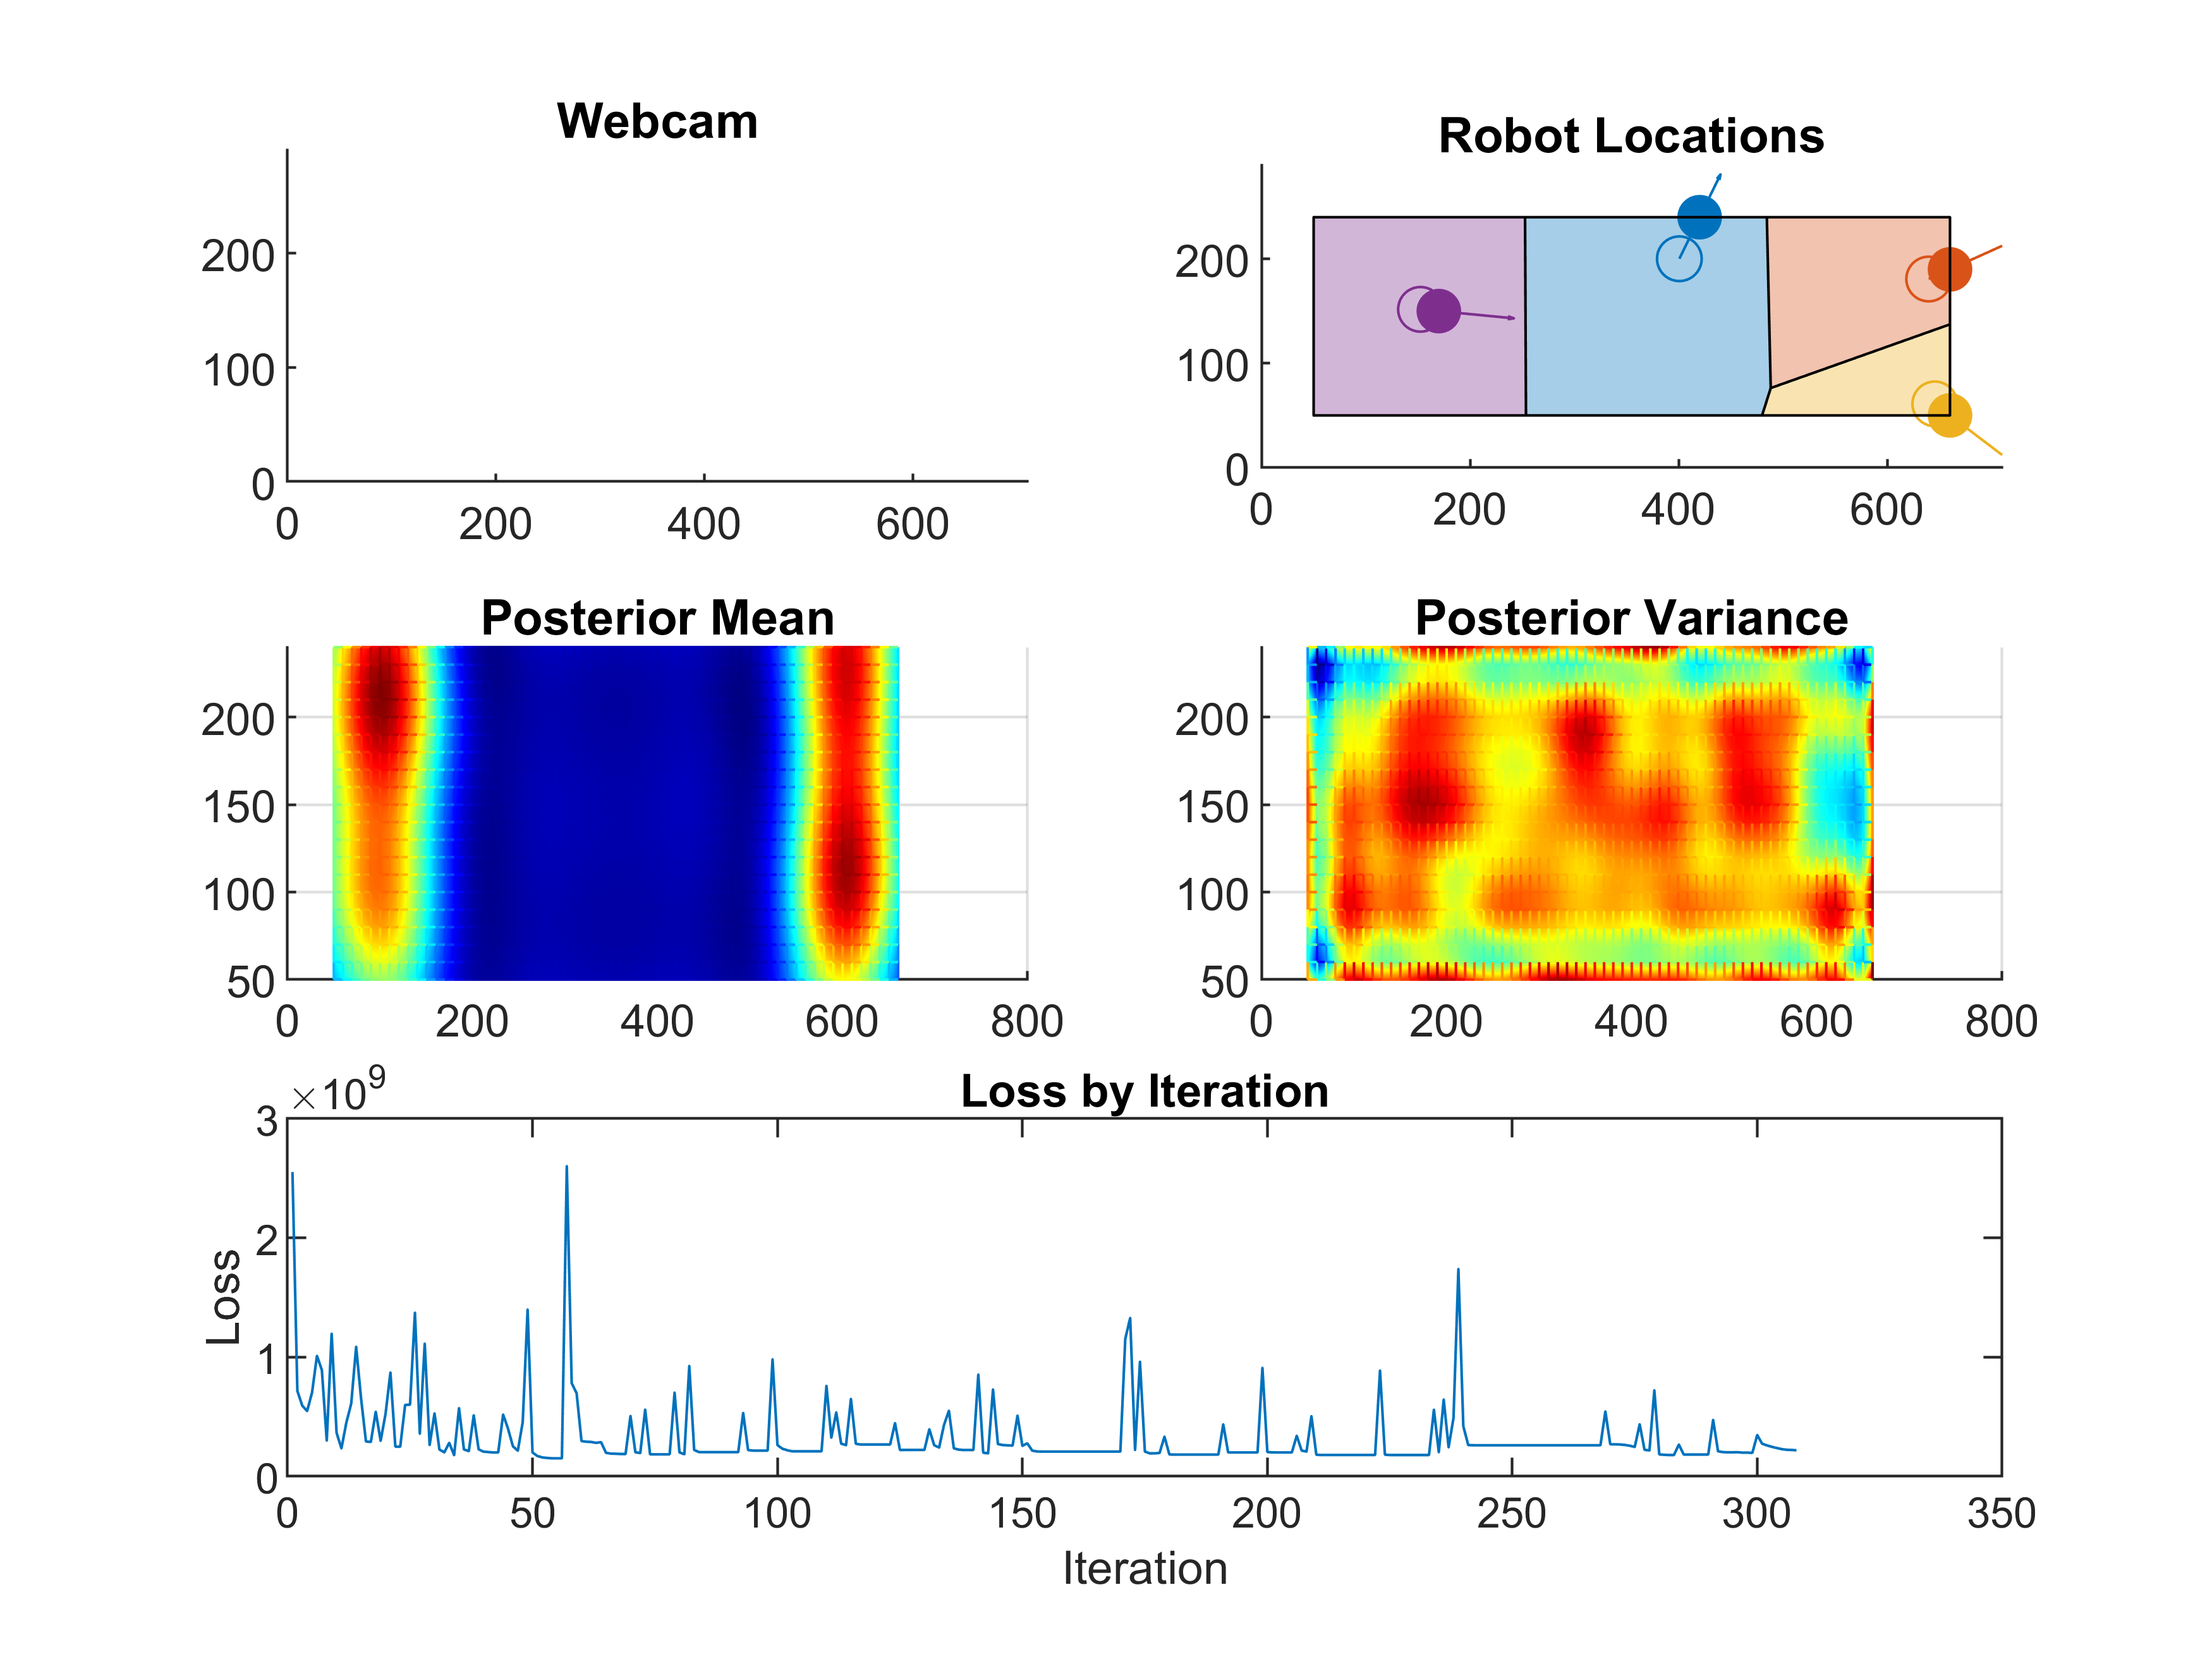 Webcam
200
100
0
0 200 400 600
Robot Locations
200
100
0
0 200 400 600
Posterior Mean
200
150
100
50
0 200 400 600 800
Posterior Variance
200
150
100
50
0 200 400 600 800
Loss by Iteration
×10^9
3
2
1
0
Loss
0 50 100 150 200 250 300 350
Iteration